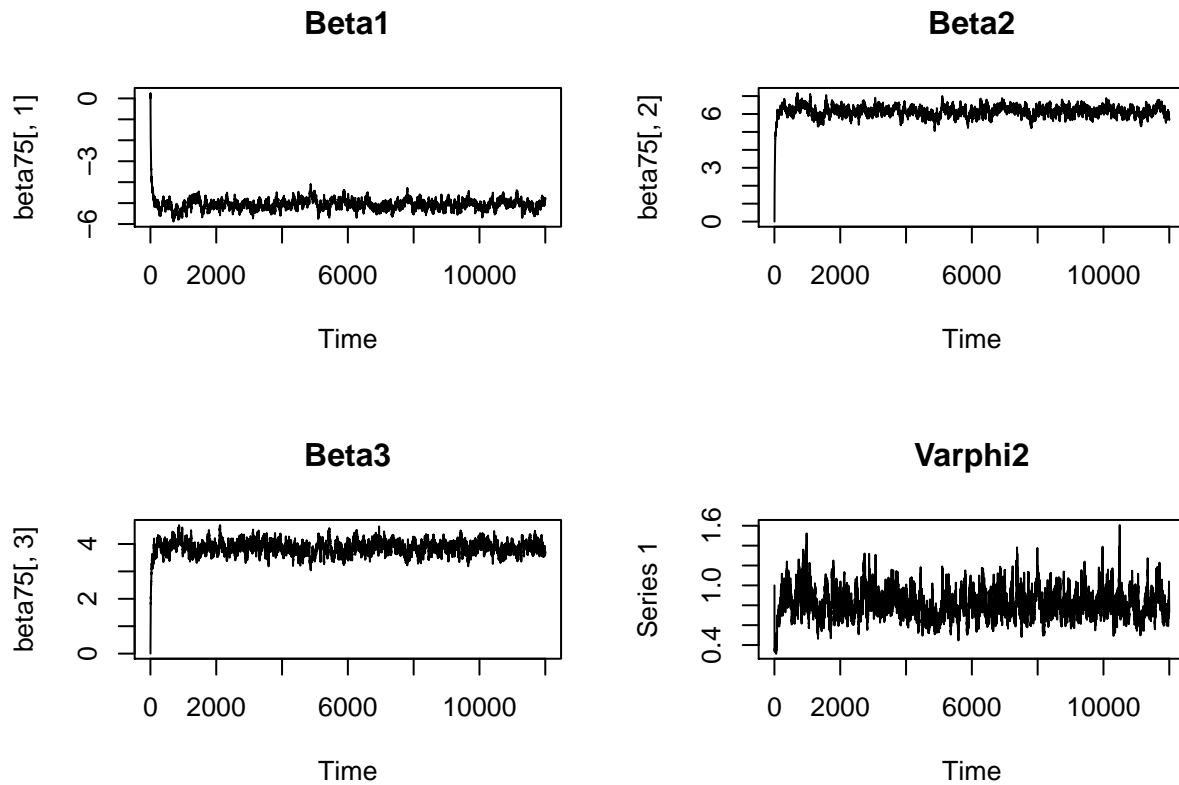 Beta1
beta75[, 1]
0
−3
−6
0 2000 6000 10000
Time
Beta2
beta75[, 2]
6
3
0
0 2000 6000 10000
Time
Beta3
beta75[, 3]
4
2
0
0 2000 6000 10000
Time
Varphi2
Series 1
1.6
1.0
0.4
0 2000 6000 10000
Time